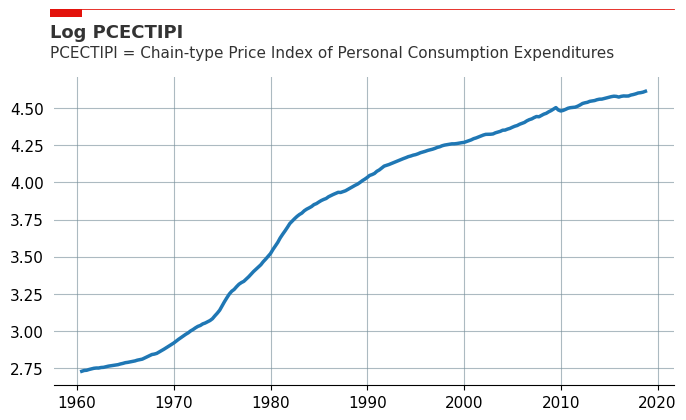 Log PCECTIPI
PCECTIPI = Chain-type Price Index of Personal Consumption Expenditures
4.50
4.25
4.00
3.75
3.50
3.25
3.00
2.75
1960 1970 1980 1990 2000 2010 2020